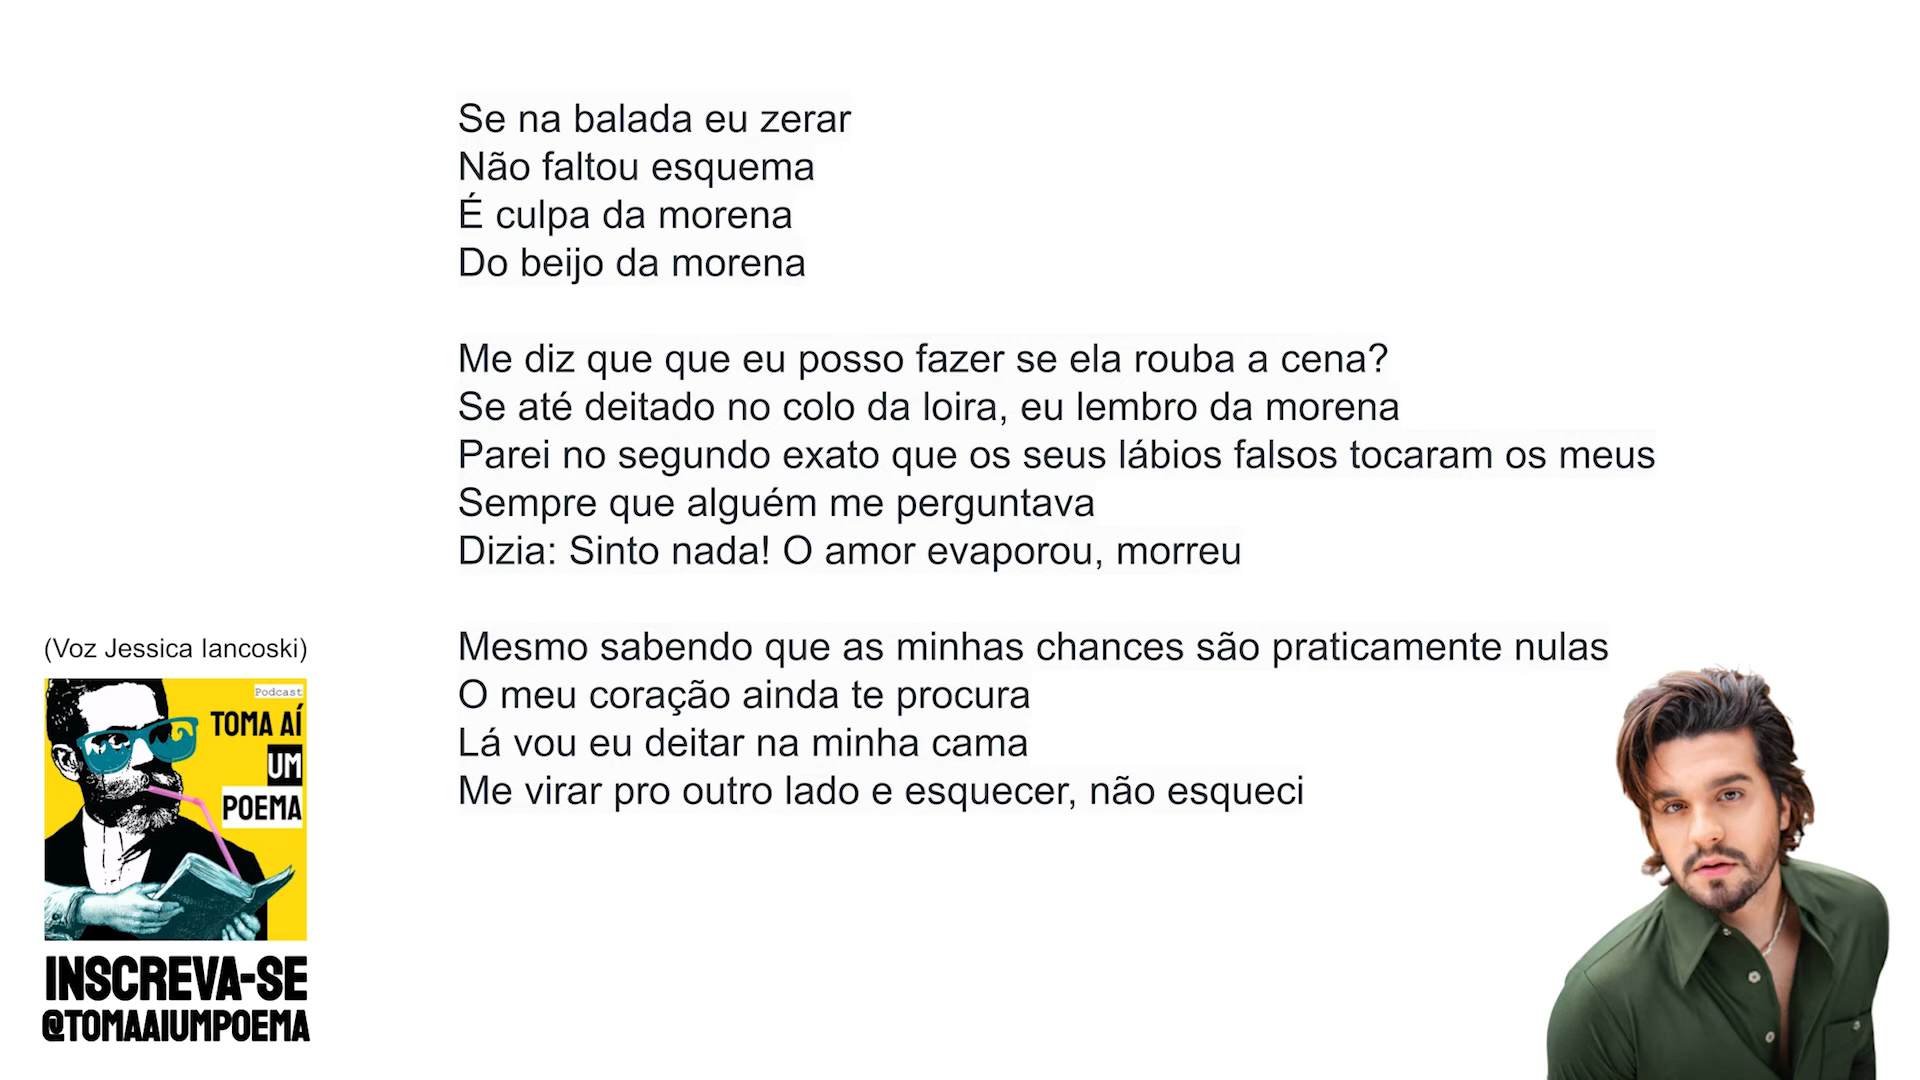 Se na balada eu zerar
Não faltou esquema
É culpa da morena
Do beijo da morena
Me diz que que eu posso fazer se ela rouba a cena?
Se até deitado no colo da loira, eu lembro da morena
Parei no segundo exato que os seus lábios falsos tocaram os meus
Sempre que alguém me perguntava
Dizia: Sinto nada! O amor evaporou, morreu
Mesmo sabendo que as minhas chances são praticamente nulas
O meu coração ainda te procura
Lá vou eu deitar na minha cama
Me virar pro outro lado e esquecer, não esqueci
(Voz Jessica Iancoski)
Podcast
TOMA AÍ
UM
POEMA
INSCREVA-SE
@TOMAAIUMPOEMA